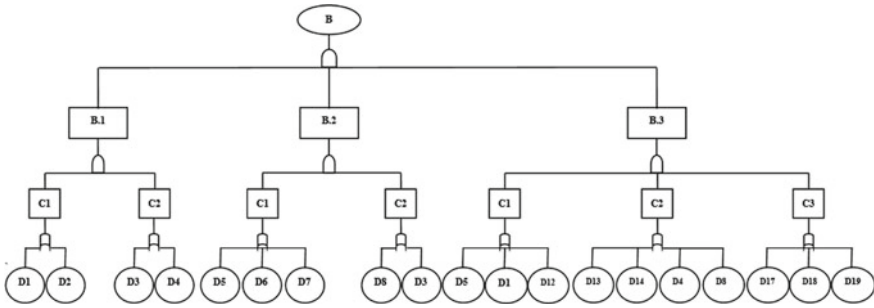 B
B.1 B.2 B.3
C1 C2 C1 C2 C1 C2 C3
D1 D2 D3 D4 D5 D6 D7 D8 D3 D5 D1 D12 D13 D14 D4 D8 D17 D18 D19